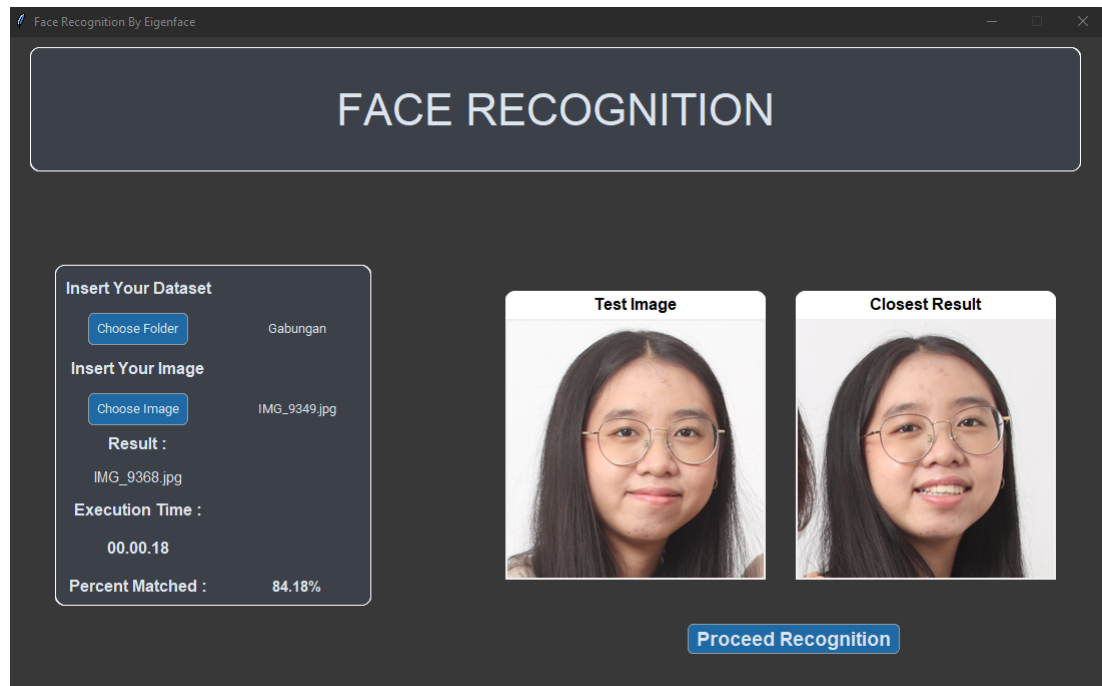 Face Recognition By Eigenface
FACE RECOGNITION
Insert Your Dataset
Choose Folder Gabungan
Insert Your Image
Choose Image IMG_9349.jpg
Result :
IMG_9368.jpg
Execution Time :
00.00.18
Percent Matched : 84.18%
Test Image
Closest Result
Proceed Recognition